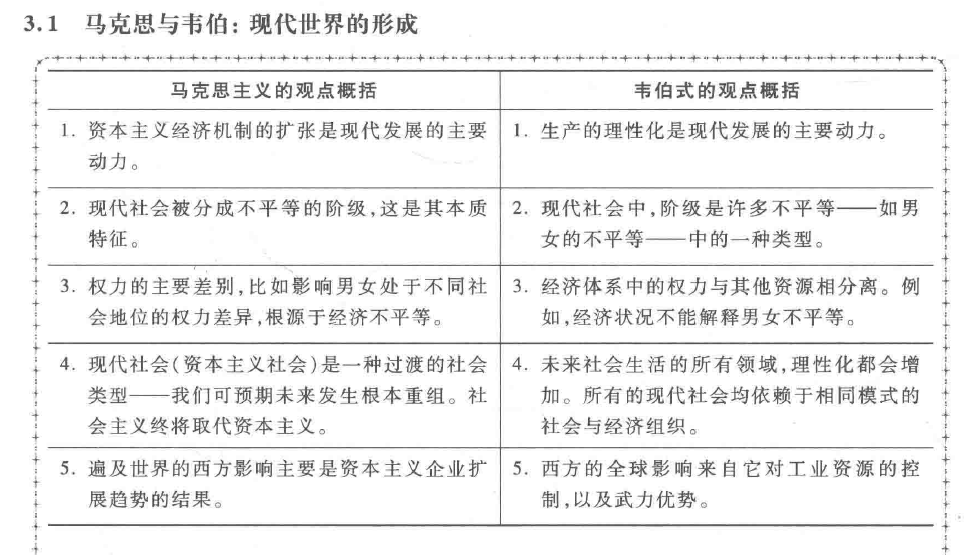 3.1 马克思与韦伯：现代世界的形成
马克思主义的观点概括
韦伯式的观点概括
1. 资本主义经济机制的扩张是现代发展的主要
动力。
1. 生产的理性化是现代发展的主要动力。
2. 现代社会被分成不平等的阶级,这是其本质
特征。
2. 现代社会中,阶级是许多不平等——如男
女的不平等——中的一种类型。
3. 权力的主要差别,比如影响男女处于不同社
会地位的权力差异,根源于经济不平等。
3. 经济体系中的权力与其他资源相分离。例
如,经济状况不能解释男女不平等。
4. 现代社会(资本主义社会)是一种过渡的社会
类型——我们可预期未来发生根本重组。社
会主义终将取代资本主义。
4. 未来社会生活的所有领域,理性化都会增
加。所有的现代社会均依赖于相同模式的
社会与经济组织。
5. 遍及世界的西方影响主要是资本主义企业扩
展趋势的结果。
5. 西方的全球影响来自它对工业资源的控
制,以及武力优势。